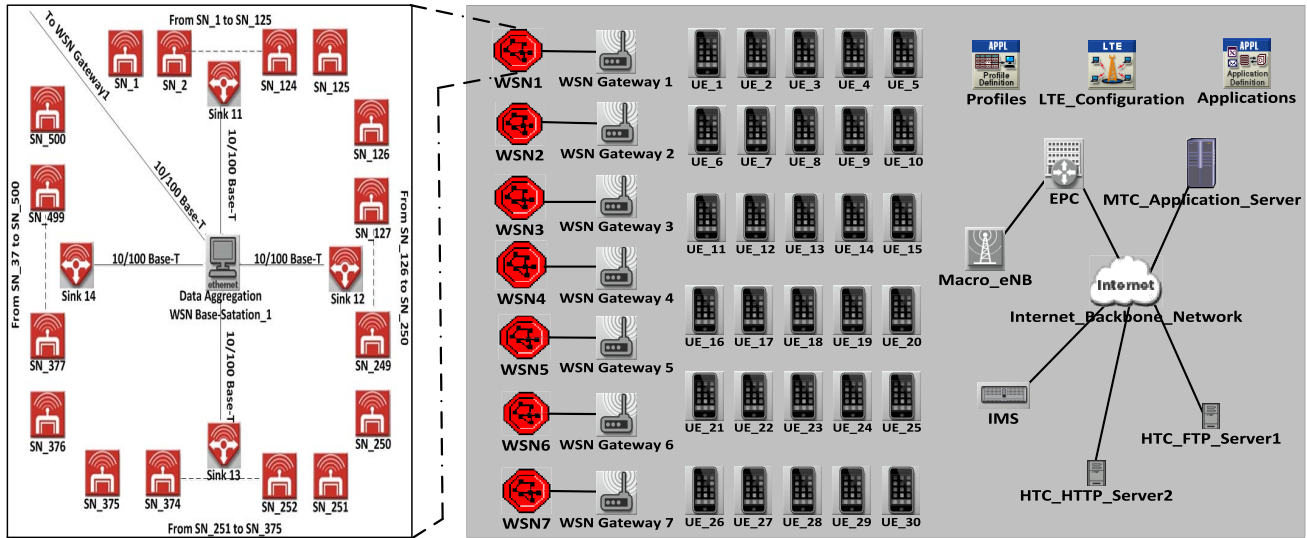 From SN_1 to SN_125
To WSN Gateway1
SN_1
SN_2
SN_124
SN_125
Sink 11
SN_500
SN_126
10/100 Base-T
10/100 Base-T
SN_499
SN_127
From SN_37 to SN_500
From SN_126 to SN_250
10/100 Base-T
10/100 Base-T
ethernet
Sink 14
Sink 12
Data Aggregation
WSN Base-Satation_1
10/100 Base-T
SN_377
SN_249
SN_376
SN_250
Sink 13
SN_375
SN_374
SN_252
SN_251
From SN_251 to SN_375
WSN1
WSN Gateway 1
UE_1
UE_2
UE_3
UE_4
UE_5
WSN2
WSN Gateway 2
UE_6
UE_7
UE_8
UE_9
UE_10
WSN3
WSN Gateway 3
UE_11
UE_12
UE_13
UE_14
UE_15
WSN4
WSN Gateway 4
WSN5
WSN Gateway 5
UE_16
UE_17
UE_18
UE_19
UE_20
WSN6
WSN Gateway 6
UE_21
UE_22
UE_23
UE_24
UE_25
WSN7
WSN Gateway 7
UE_26
UE_27
UE_28
UE_29
UE_30
APPL
Profile
Definition
Profiles
LTE
LTE_Configuration
APPL
Application
Definition
Applications
EPC
MTC_Application_Server
Macro_eNB
Internet
Internet_Backbone_Network
IMS
HTC_FTP_Server1
HTC_HTTP_Server2